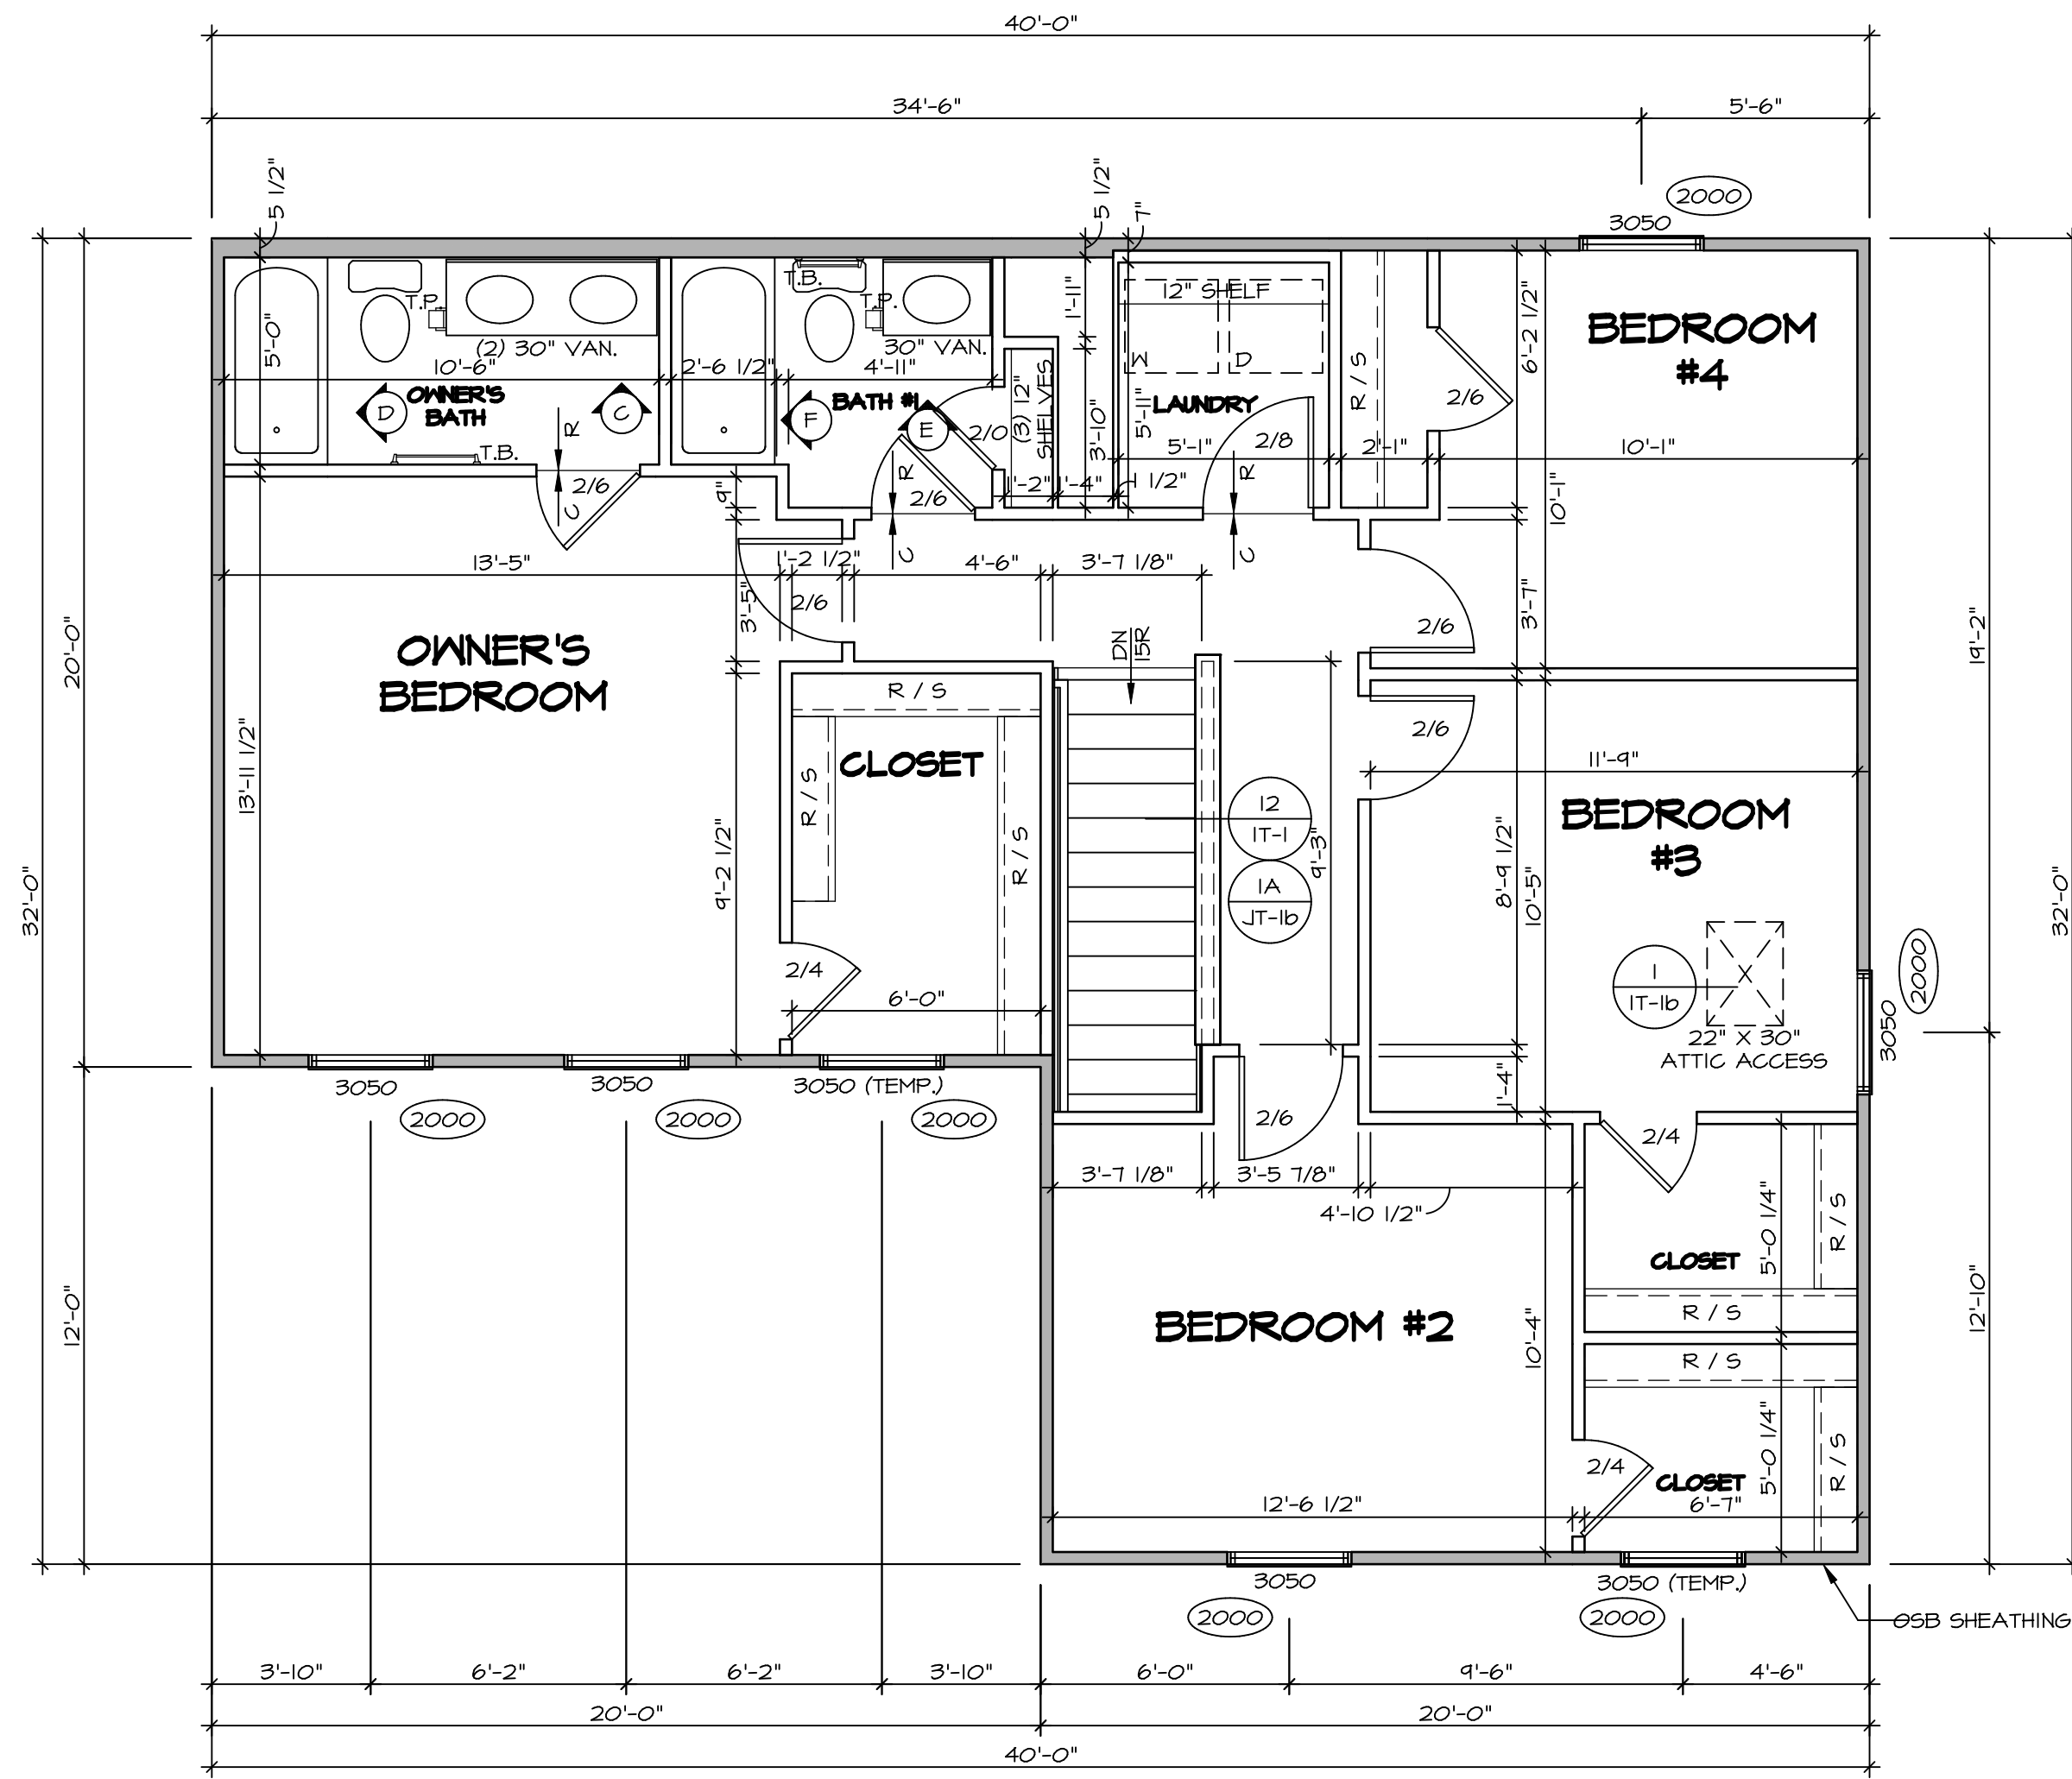 40'-0"
34'-6"
5'-6"
5 1/2"
5 1/2"
7"
2000
3050
T.B.
T.P.
T.P.
12" SHELF
1'-11"
6'-2 1/2"
BEDROOM
#4
5'-0"
(2) 30" VAN.
30" VAN.
W
D
R / S
10'-6"
2'-6 1/2"
4'-11"
(3) 12"
SHELVES
D
OWNER'S
BATH
C
F
BATH #1
E
2/0
3'-10"
5'-11"
LAUNDRY
2/6
R
T.B.
2/6
C
9"
R
2/6
1'-2"
1'-4"
1 1/2"
5'-1"
2/8
R
2'-1"
10'-1"
10'-1"
13'-5"
1'-2 1/2"
C
4'-6"
3'-7 1/8"
C
3'-5"
2/6
3'-7"
2/6
20'-0"
19'-2"
OWNER'S
BEDROOM
DN
15R
R / S
2/6
13'-11 1/2"
CLOSET
R / S
11'-9"
BEDROOM
#3
12
1T-1
9'-3"
9'-2 1/2"
R / S
8'-9 1/2"
10'-5"
1A
JT-1b
32'-0"
32'-0"
2/4
6'-0"
1
1T-1b
2000
3050
22" X 30"
ATTIC ACCESS
3050
3050
3050 (TEMP.)
2000
2000
2000
1'-4"
2/6
2/4
3'-7 1/8"
3'-5 7/8"
4'-10 1/2"
5'-0 1/4"
R / S
CLOSET
R / S
12'-0"
12'-10"
BEDROOM #2
10'-4"
R / S
2/4
CLOSET
5'-0 1/4"
R / S
12'-6 1/2"
6'-7"
3050
3050 (TEMP.)
2000
2000
OSB SHEATHING
3'-10"
6'-2"
6'-2"
3'-10"
6'-0"
9'-6"
4'-6"
20'-0"
20'-0"
40'-0"